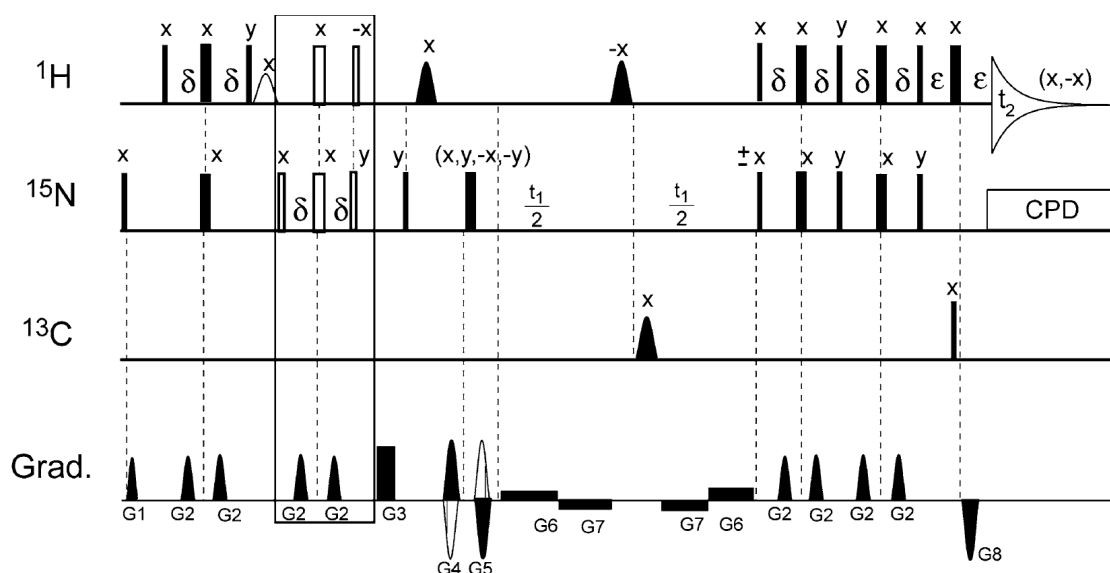 x x y x x -x x -x x x y x x x (x,-x)
¹H δ δ δ δ δ δ ε ε t₂
x x x x y y (x,y,-x,-y) ± x x y x y
¹⁵N δ δ t₁/2 t₁/2 CPD
x x
¹³C
Grad.
G1 G2 G2 G2 G2 G3 G4 G5 G6 G7 G7 G6 G2 G2 G2 G2 G8